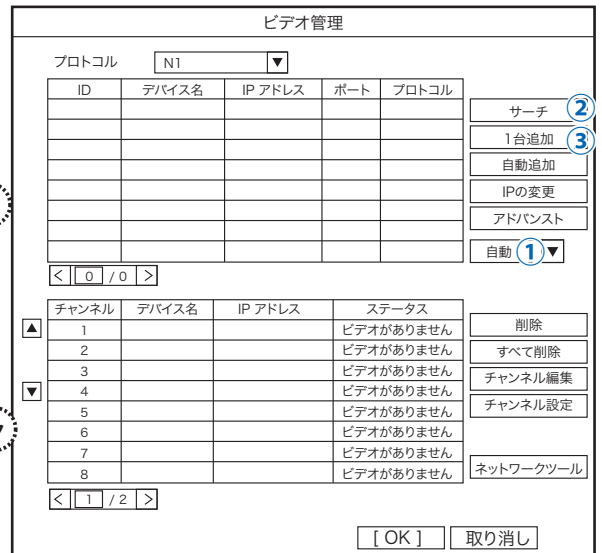 ビデオ管理
プロトコル N1 ▼
ID デバイス名 IP アドレス ポート プロトコル
サーチ ②
1台追加 ③
自動追加
IPの変更
アドバンスト
自動 ① ▼
< 0 / 0 >
チャンネル デバイス名 IP アドレス ステータス
▲ 1 ビデオがありません 削除
2 ビデオがありません すべて削除
3 ビデオがありません チャンネル編集
▼ 4 ビデオがありません チャンネル設定
5 ビデオがありません
6 ビデオがありません
7 ビデオがありません
8 ビデオがありません ネットワークツール
< 1 / 2 >
[ OK ] 取り消し